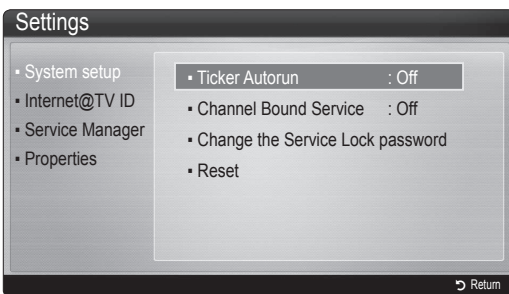 Settings
▪ System setup
▪ Internet@TV ID
▪ Service Manager
▪ Properties
▪ Ticker Autorun : Off
▪ Channel Bound Service : Off
▪ Change the Service Lock password
▪ Reset
Return